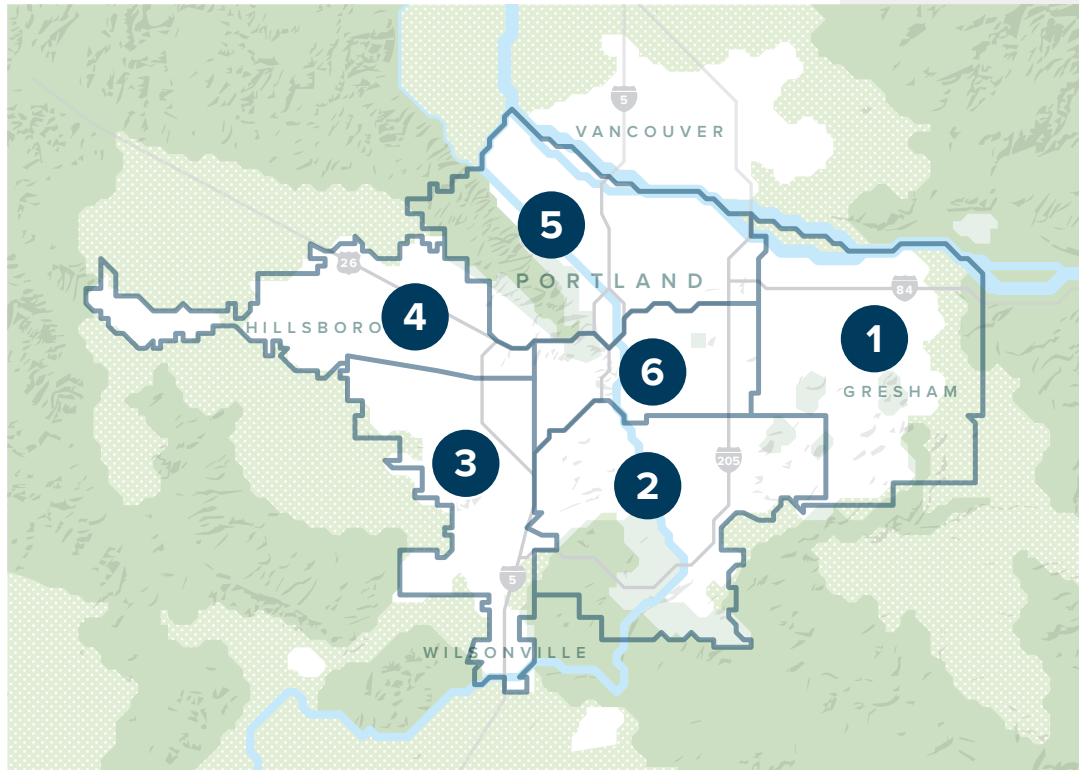 5
VANCOUVER
5
26
PORTLAND
84
HILLSBORO
4
1
6
GRESHAM
3
205
2
5
WILSONVILLE